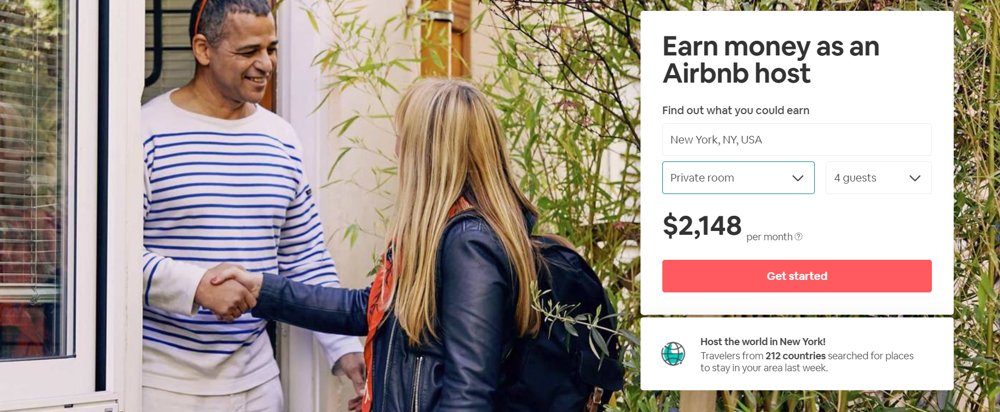 Earn money as an
Airbnb host
Find out what you could earn
New York, NY, USA
Private room
4 guests
$2,148 per month ?
Get started
Host the world in New York!
Travelers from 212 countries searched for places
to stay in your area last week.